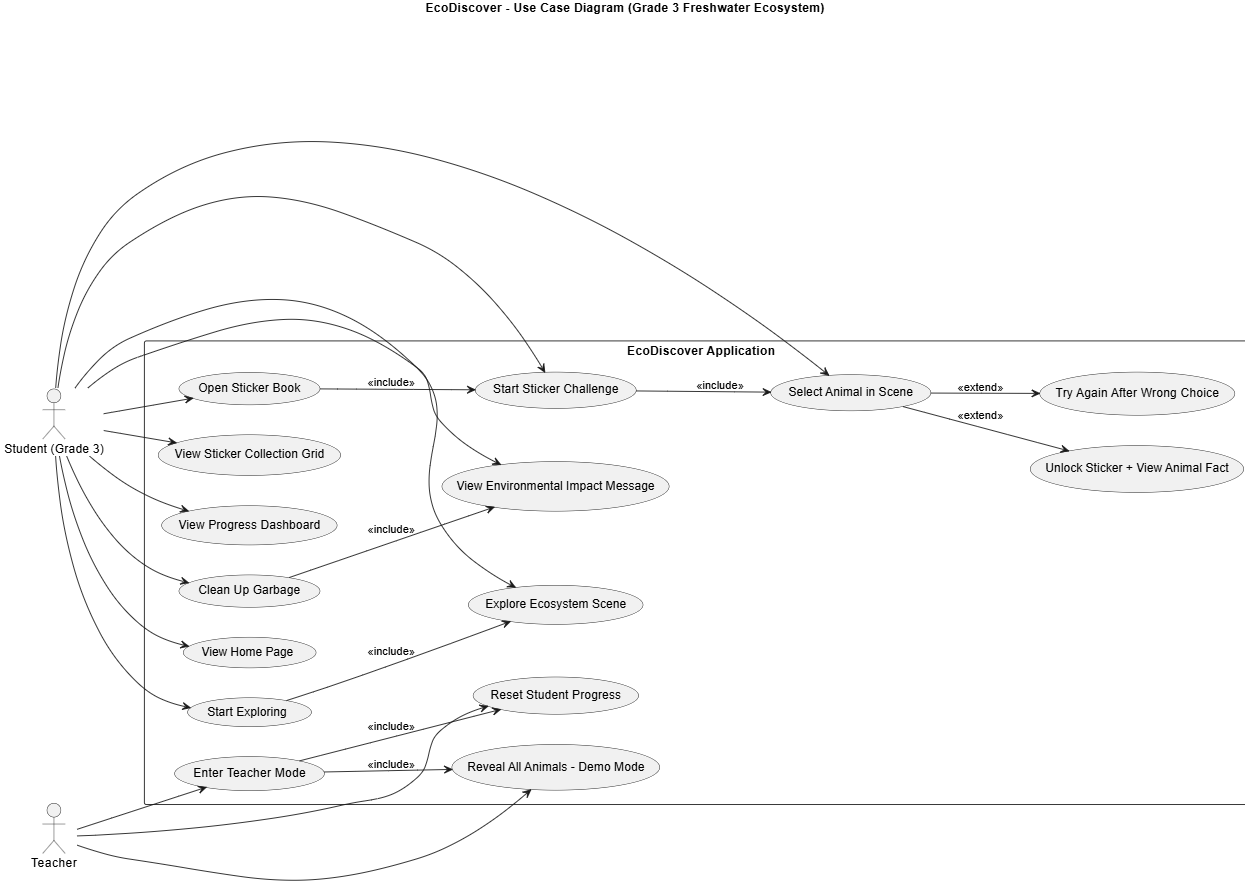 EcoDiscover - Use Case Diagram (Grade 3 Freshwater Ecosystem)
EcoDiscover Application
Open Sticker Book
«include»
Start Sticker Challenge
«include»
Select Animal in Scene
«extend»
Try Again After Wrong Choice
«extend»
Student (Grade 3)
View Sticker Collection Grid
Unlock Sticker + View Animal Fact
View Environmental Impact Message
View Progress Dashboard
«include»
Clean Up Garbage
Explore Ecosystem Scene
View Home Page
«include»
Start Exploring
Reset Student Progress
«include»
Enter Teacher Mode
«include»
Reveal All Animals - Demo Mode
Teacher